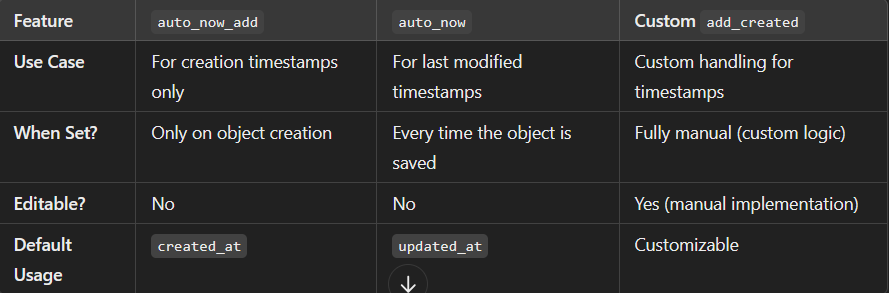 Feature auto_now_add auto_now Custom add_created
Use Case For creation timestamps For last modified Custom handling for
only timestamps timestamps
When Set? Only on object creation Every time the object is Fully manual (custom logic)
saved
Editable? No No Yes (manual implementation)
Default created_at updated_at Customizable
Usage